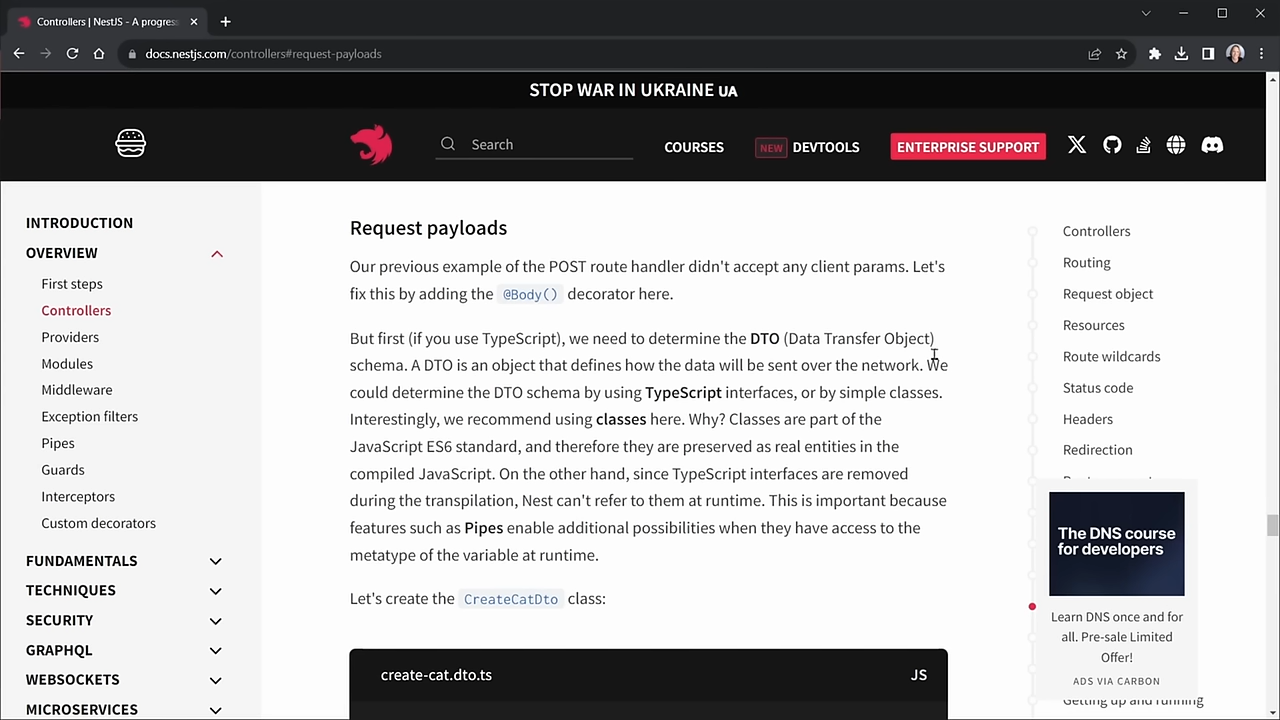 Controllers | NestJS - A progress
docs.nestjs.com/controllers#request-payloads
STOP WAR IN UKRAINE UA
Search
COURSES
NEW DEVTOOLS
ENTERPRISE SUPPORT
INTRODUCTION
OVERVIEW
First steps
Controllers
Providers
Modules
Middleware
Exception filters
Pipes
Guards
Interceptors
Custom decorators
FUNDAMENTALS
TECHNIQUES
SECURITY
GRAPHQL
WEBSOCKETS
MICROSERVICES
Request payloads
Our previous example of the POST route handler didn't accept any client params. Let's
fix this by adding the @Body() decorator here.
But first (if you use TypeScript), we need to determine the DTO (Data Transfer Object)
schema. A DTO is an object that defines how the data will be sent over the network. We
could determine the DTO schema by using TypeScript interfaces, or by simple classes.
Interestingly, we recommend using classes here. Why? Classes are part of the
JavaScript ES6 standard, and therefore they are preserved as real entities in the
compiled JavaScript. On the other hand, since TypeScript interfaces are removed
during the transpilation, Nest can't refer to them at runtime. This is important because
features such as Pipes enable additional possibilities when they have access to the
metatype of the variable at runtime.
Let's create the CreateCatDto class:
create-cat.dto.ts
JS
Controllers
Routing
Request object
Resources
Route wildcards
Status code
Headers
Redirection
The DNS course
for developers
Learn DNS once and for
all. Pre-sale Limited
Offer!
ADS VIA CARBON
Getting up and running